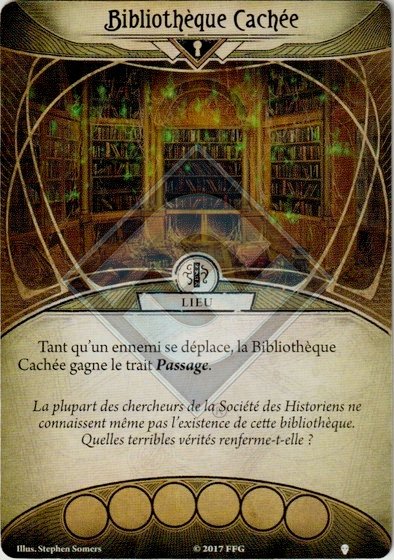 Bibliothèque Cachée
LIEU
Tant qu'un ennemi se déplace, la Bibliothèque
Cachée gagne le trait Passage.
La plupart des chercheurs de la Société des Historiens ne
connaissent même pas l'existence de cette bibliothèque.
Quelles terribles vérités renferme-t-elle ?
Illus. Stephen Somers
© 2017 FFG